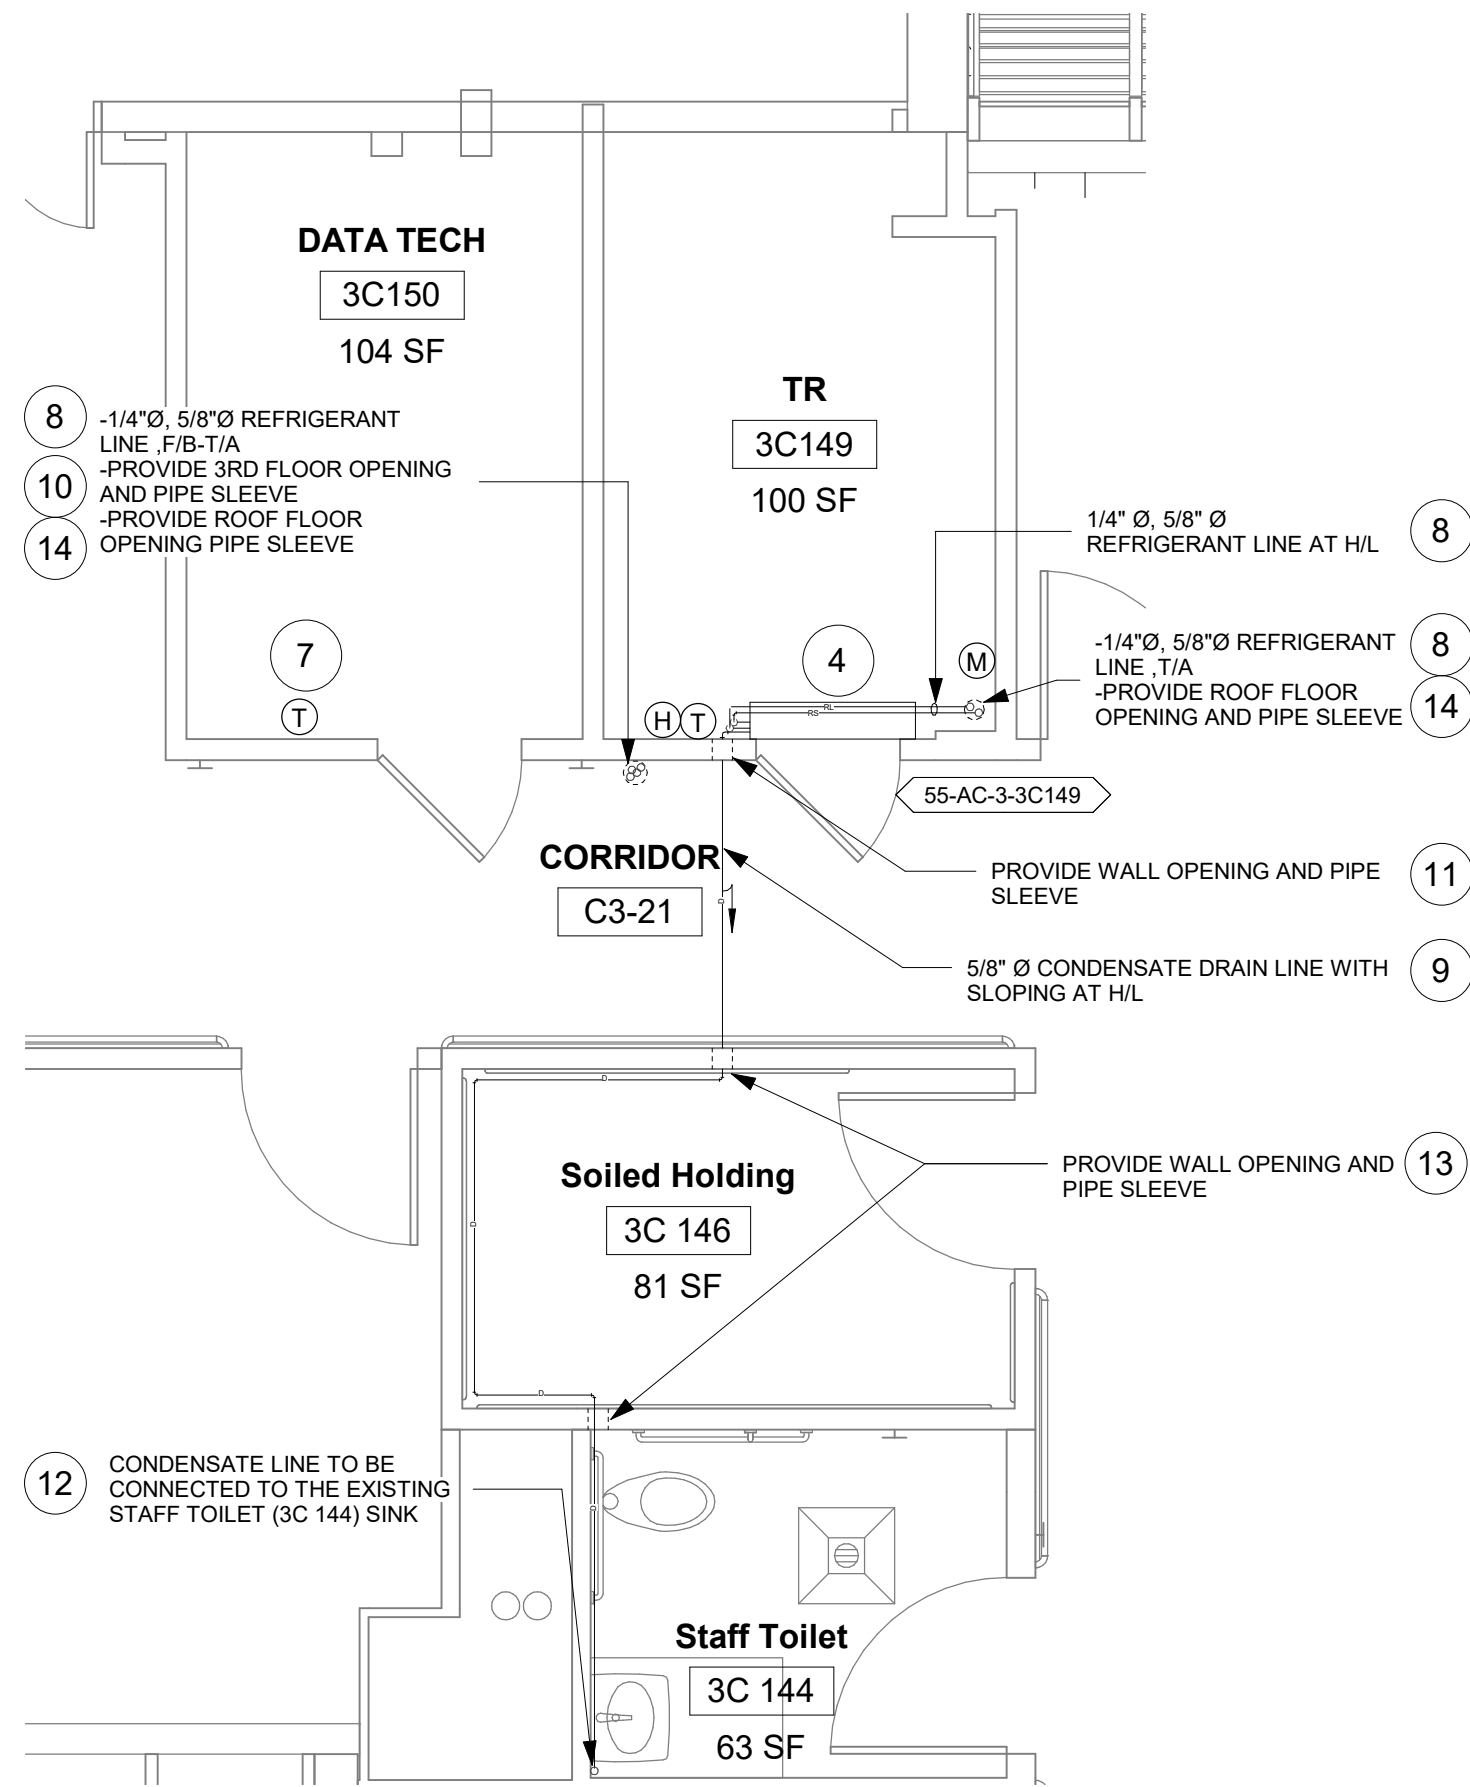 DATA TECH
3C150
104 SF
TR
3C149
100 SF
8
10
14
-1/4"Ø, 5/8"Ø REFRIGERANT
LINE ,F/B-T/A
-PROVIDE 3RD FLOOR OPENING
AND PIPE SLEEVE
-PROVIDE ROOF FLOOR
OPENING PIPE SLEEVE
1/4" Ø, 5/8" Ø
REFRIGERANT LINE AT H/L
8
7
T
4
M
H
T
RL
RS
-1/4"Ø, 5/8"Ø REFRIGERANT
LINE ,T/A
-PROVIDE ROOF FLOOR
OPENING AND PIPE SLEEVE
8
14
55-AC-3-3C149
CORRIDOR
C3-21
D
PROVIDE WALL OPENING AND PIPE
SLEEVE
11
5/8" Ø CONDENSATE DRAIN LINE WITH
SLOPING AT H/L
9
D
Soiled Holding
3C 146
81 SF
D
D
PROVIDE WALL OPENING AND
PIPE SLEEVE
13
12
CONDENSATE LINE TO BE
CONNECTED TO THE EXISTING
STAFF TOILET (3C 144) SINK
D
Staff Toilet
3C 144
63 SF